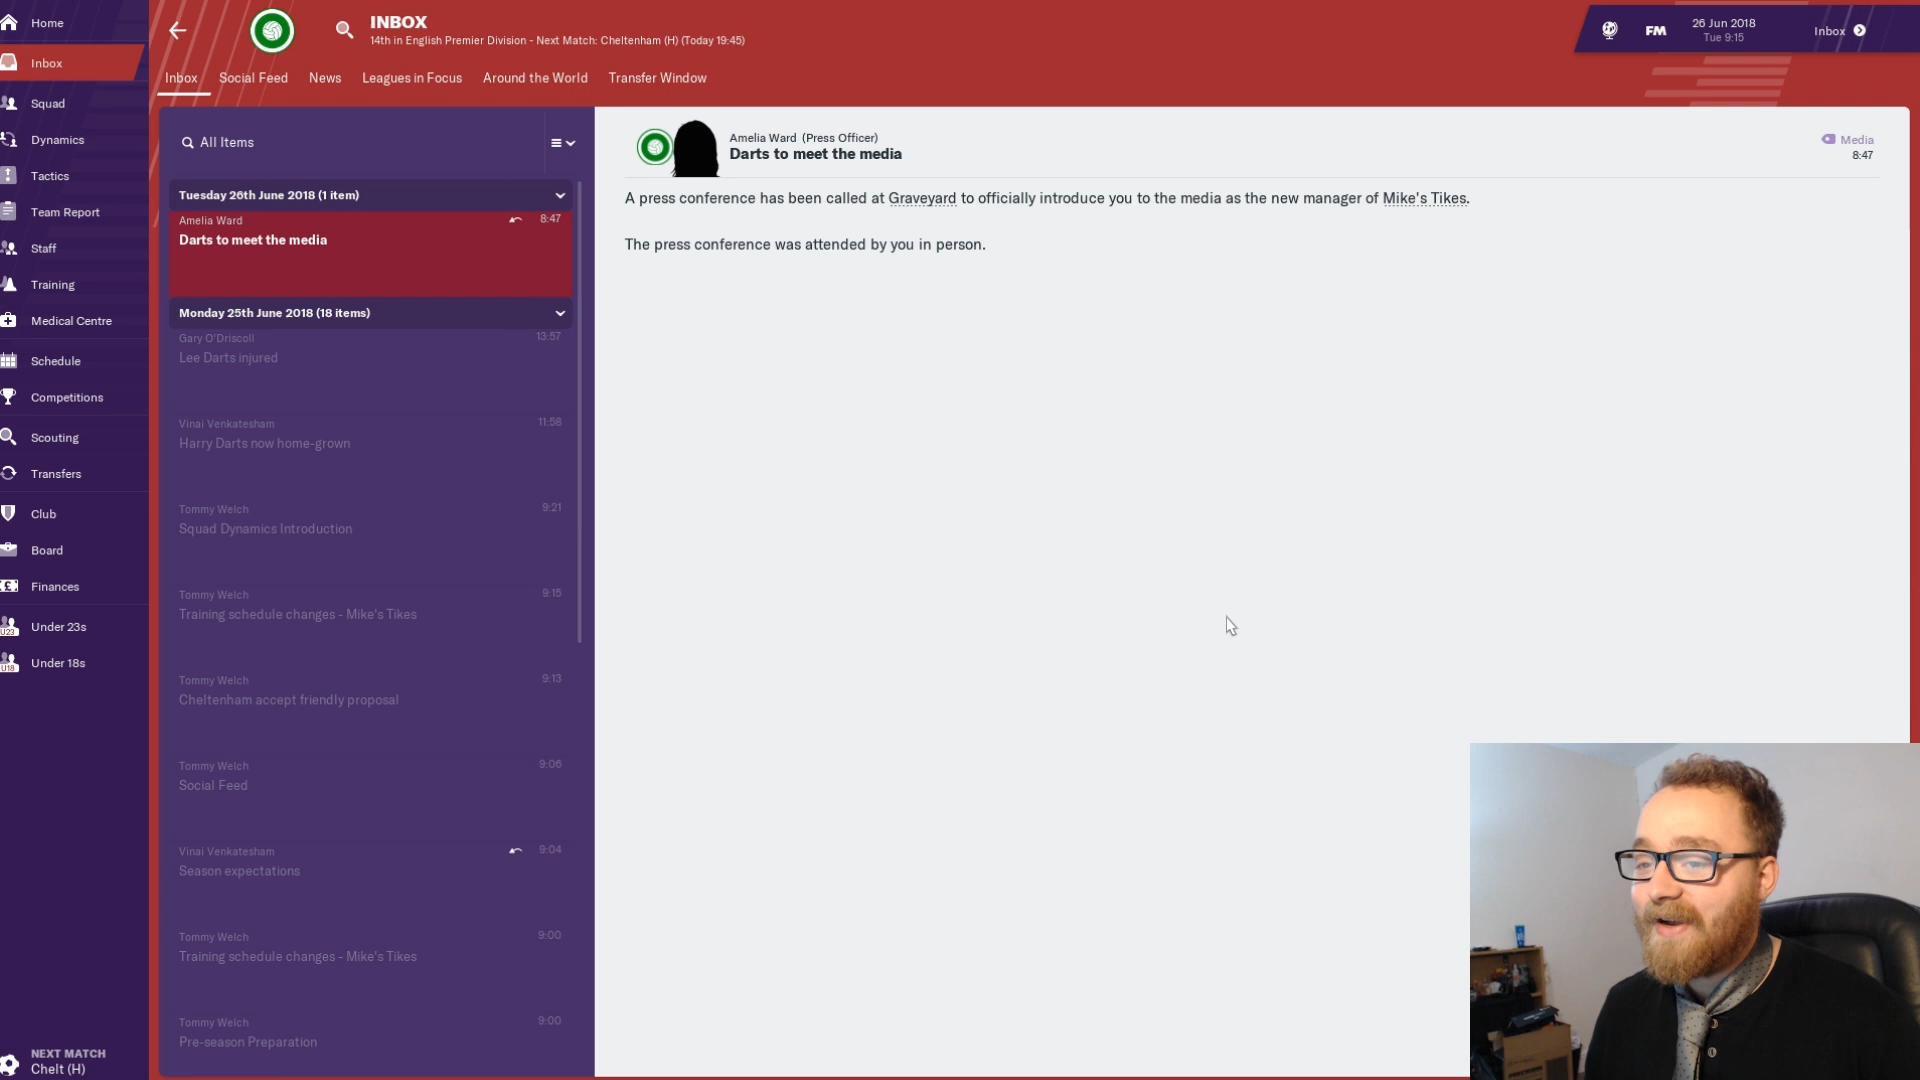 Home
Inbox
Squad
Dynamics
Tactics
Team Report
Staff
Training
Medical Centre
Schedule
Competitions
Scouting
Transfers
Club
Board
Finances
U23
Under 23s
U18
Under 18s
NEXT MATCH
Chelt (H)
INBOX
14th in English Premier Division - Next Match: Cheltenham (H) (Today 19:45)
FM
26 Jun 2018
Tue 9:15
Inbox
Inbox Social Feed News Leagues in Focus Around the World Transfer Window
All Items
Tuesday 26th June 2018 (1 item)
Amelia Ward 8:47
Darts to meet the media
Monday 25th June 2018 (18 items)
Gary O'Driscoll 13:57
Lee Darts injured
Vinai Venkatesham 11:58
Harry Darts now home-grown
Tommy Welch 9:21
Squad Dynamics Introduction
Tommy Welch 9:15
Training schedule changes - Mike's Tikes
Tommy Welch 9:13
Cheltenham accept friendly proposal
Tommy Welch 9:06
Social Feed
Vinai Venkatesham 9:04
Season expectations
Tommy Welch 9:00
Training schedule changes - Mike's Tikes
Tommy Welch 9:00
Pre-season Preparation
Amelia Ward (Press Officer)
Darts to meet the media
Media
8:47
A press conference has been called at Graveyard to officially introduce you to the media as the new manager of Mike's Tikes.
The press conference was attended by you in person.